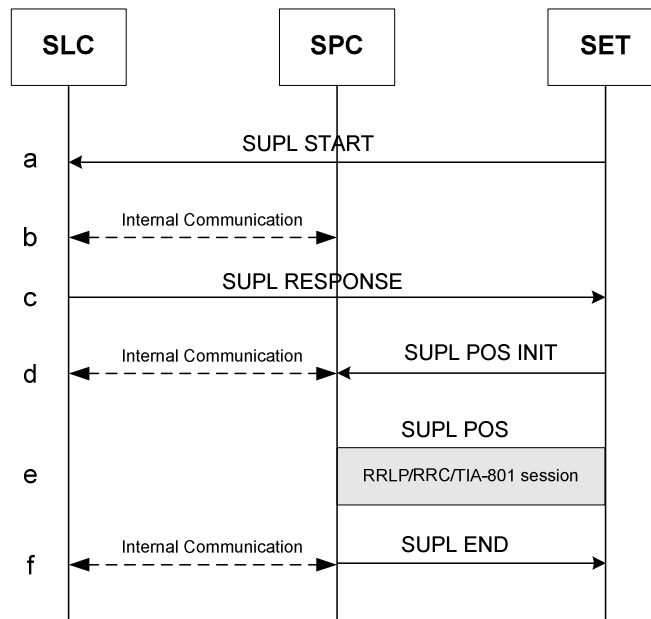 SLC
SPC
SET
a
SUPL START
b
Internal Communication
c
SUPL RESPONSE
d
Internal Communication
SUPL POS INIT
SUPL POS
e
RRLP/RRC/TIA-801 session
f
Internal Communication
SUPL END